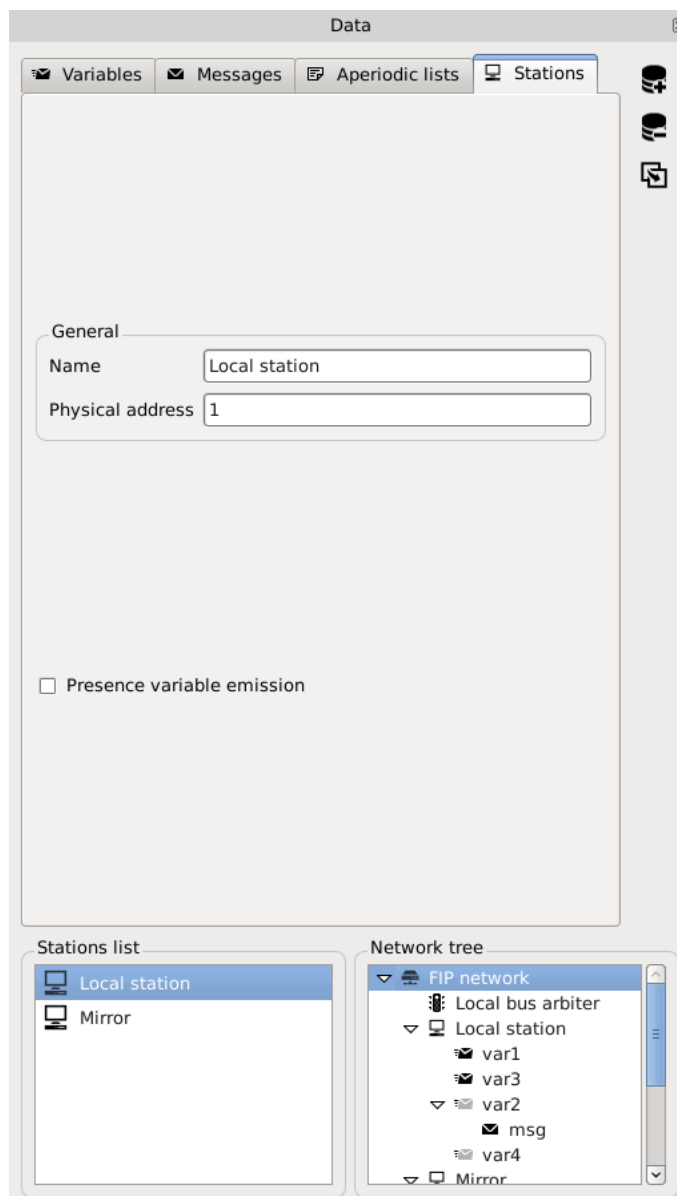 Data
Variables Messages Aperiodic lists Stations
General
Name Local station
Physical address 1
Presence variable emission
Stations list
Local station
Mirror
Network tree
FIP network
Local bus arbiter
Local station
var1
var3
var2
msg
var4
Mirror